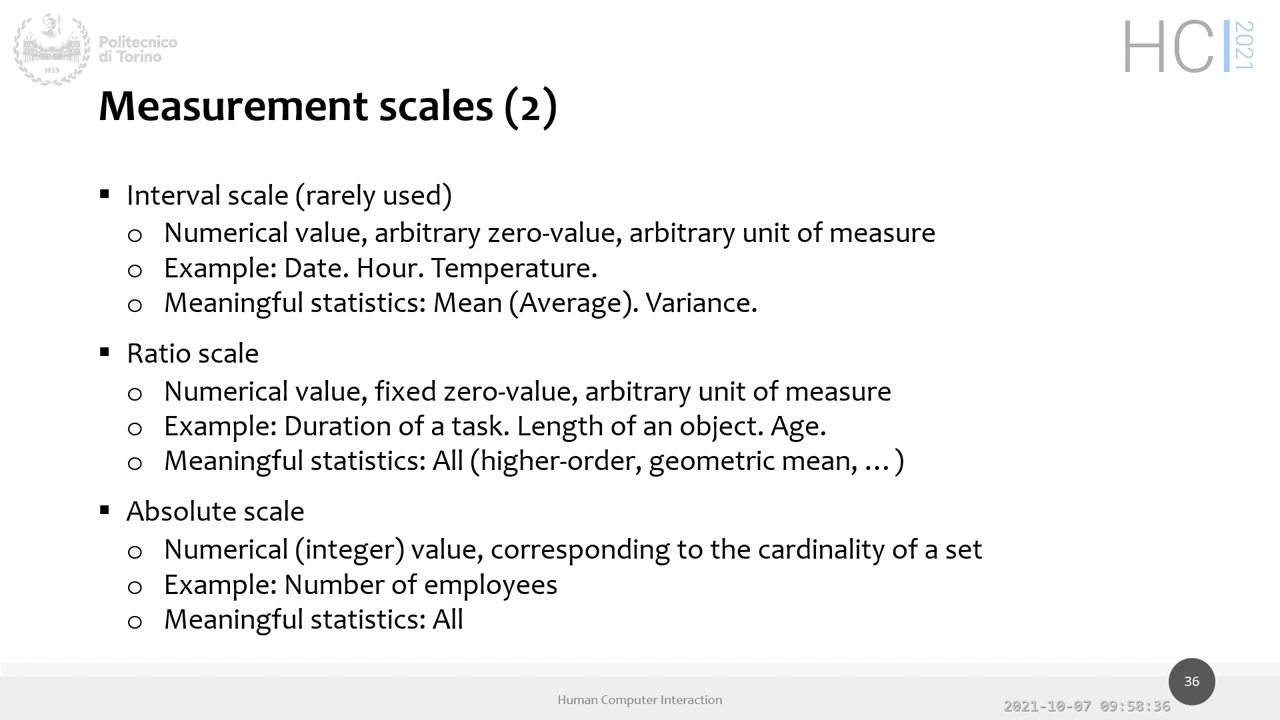 Politecnico
di Torino
1859
HCI 2021
Measurement scales (2)
▪ Interval scale (rarely used)
o Numerical value, arbitrary zero-value, arbitrary unit of measure
o Example: Date. Hour. Temperature.
o Meaningful statistics: Mean (Average). Variance.
▪ Ratio scale
o Numerical value, fixed zero-value, arbitrary unit of measure
o Example: Duration of a task. Length of an object. Age.
o Meaningful statistics: All (higher-order, geometric mean, … )
▪ Absolute scale
o Numerical (integer) value, corresponding to the cardinality of a set
o Example: Number of employees
o Meaningful statistics: All
Human Computer Interaction
36
2021-10-07 09:58:36